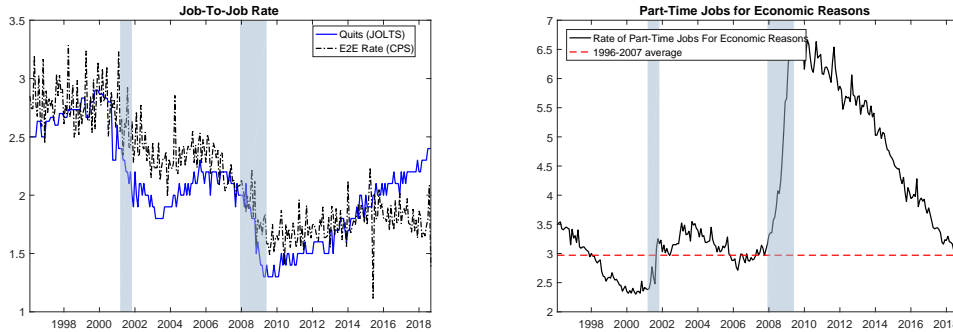 Job-To-Job Rate
3.5
3
2.5
2
1.5
1
Quits (JOLTS)
E2E Rate (CPS)
1998 2000 2002 2004 2006 2008 2010 2012 2014 2016 2018
Part-Time Jobs for Economic Reasons
6.5
6
5.5
5
4.5
4
3.5
3
2.5
Rate of Part-Time Jobs For Economic Reasons
1996-2007 average
1998 2000 2002 2004 2006 2008 2010 2012 2014 2016